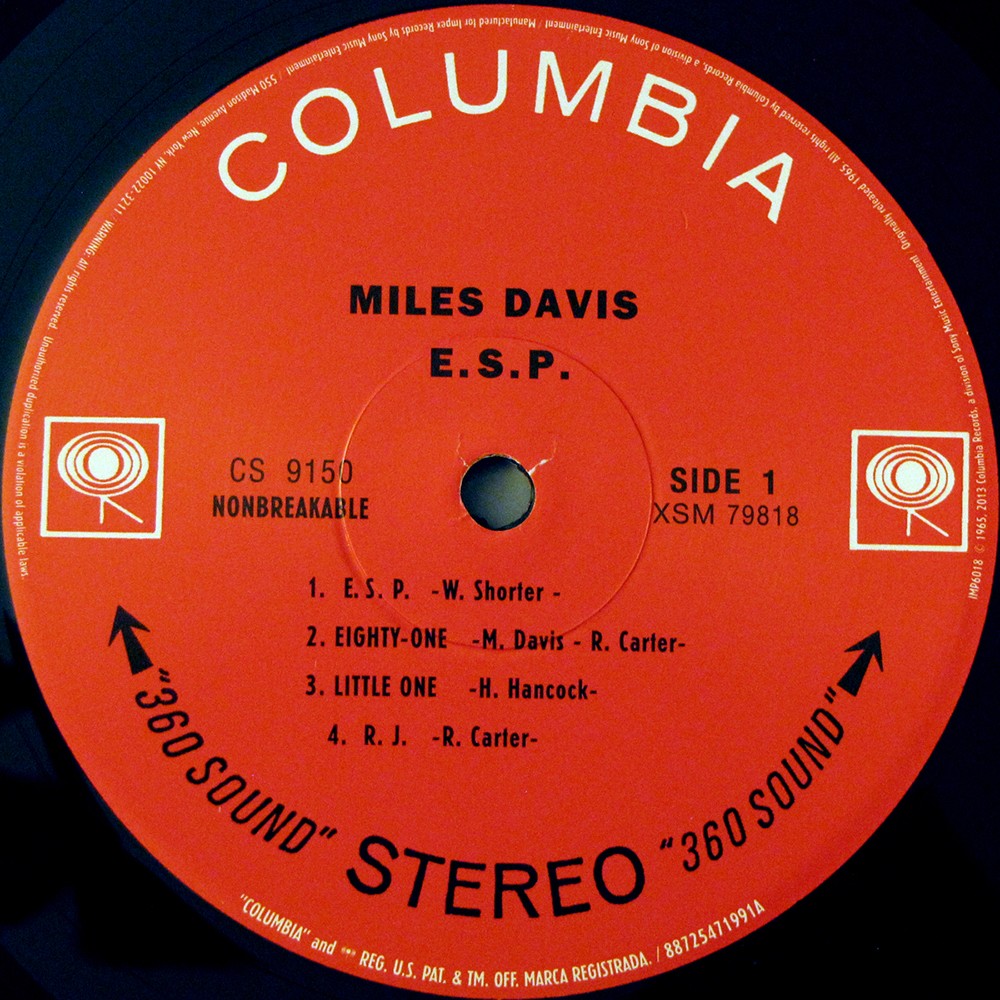 COLUMBIA
MILES DAVIS
E.S.P.
CS 9150
NONBREAKABLE
SIDE 1
XSM 79818
1. E. S. P. -W. Shorter -
2. EIGHTY-ONE -M. Davis - R. Carter-
3. LITTLE ONE -H. Hancock-
4. R. J. -R. Carter-
"360 SOUND" STEREO "360 SOUND"
"COLUMBIA" and REG. U.S. PAT. & TM. OFF. MARCA REGISTRADA. / 88725471991A
IMP6018 © 1965, 2013 Columbia Records, a division of Sony Music Entertainment / Originally released 1965. All rights reserved by Columbia Records, a division of Sony Music Entertainment / Manufactured for Impex Records by Sony Music Entertainment / 550 Madison Avenue, New York, NY 10022-3211 / WARNING: All rights reserved. Unauthorized duplication is a violation of applicable laws.